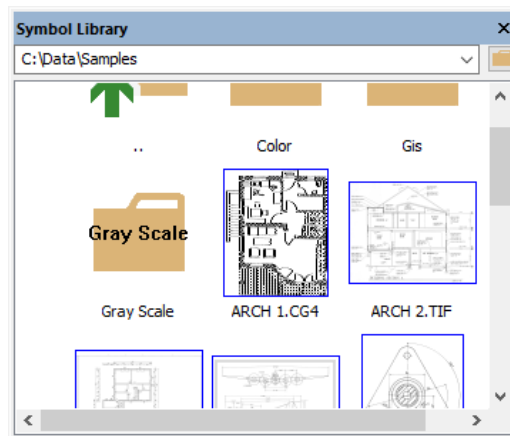 Symbol Library
C:\Data\Samples
..
Color
Gis
Gray Scale
Gray Scale
ARCH 1.CG4
ARCH 2.TIF